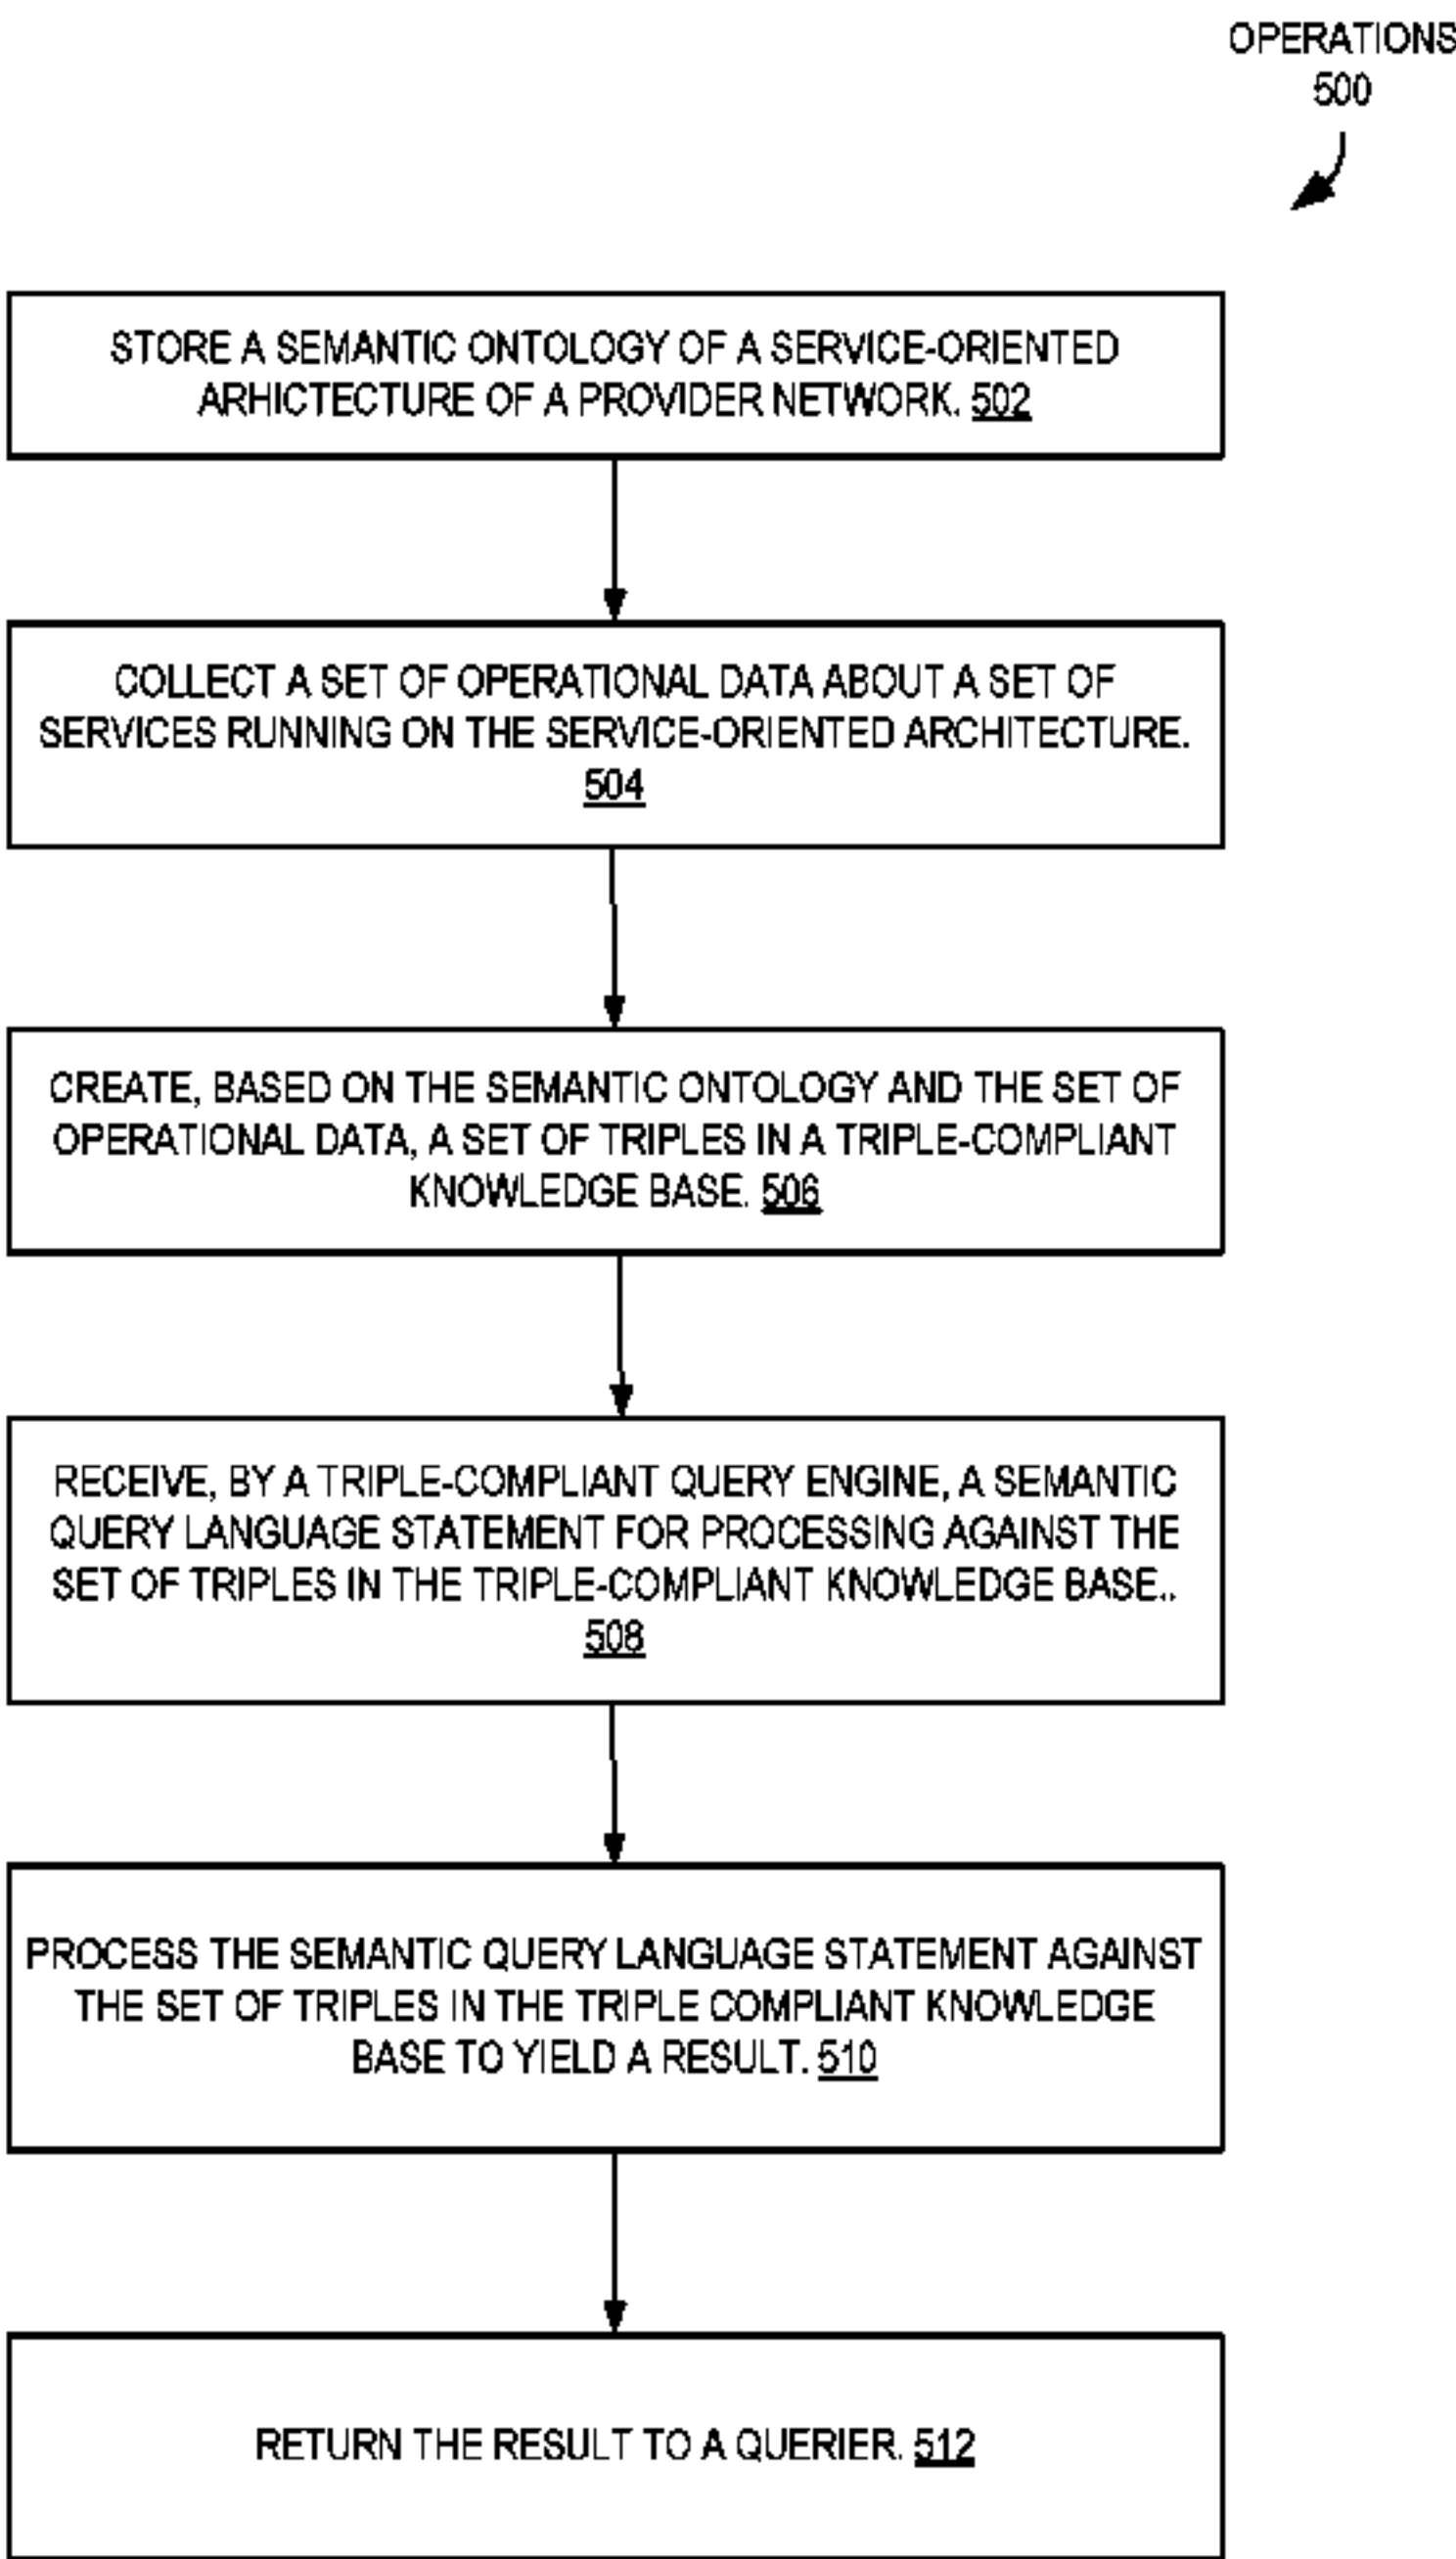 OPERATIONS
500
STORE A SEMANTIC ONTOLOGY OF A SERVICE-ORIENTED
ARHICTECTURE OF A PROVIDER NETWORK. 502
COLLECT A SET OF OPERATIONAL DATA ABOUT A SET OF
SERVICES RUNNING ON THE SERVICE-ORIENTED ARCHITECTURE.
504
CREATE, BASED ON THE SEMANTIC ONTOLOGY AND THE SET OF
OPERATIONAL DATA, A SET OF TRIPLES IN A TRIPLE-COMPLIANT
KNOWLEDGE BASE. 506
RECEIVE, BY A TRIPLE-COMPLIANT QUERY ENGINE, A SEMANTIC
QUERY LANGUAGE STATEMENT FOR PROCESSING AGAINST THE
SET OF TRIPLES IN THE TRIPLE-COMPLIANT KNOWLEDGE BASE..
508
PROCESS THE SEMANTIC QUERY LANGUAGE STATEMENT AGAINST
THE SET OF TRIPLES IN THE TRIPLE COMPLIANT KNOWLEDGE
BASE TO YIELD A RESULT. 510
RETURN THE RESULT TO A QUERIER. 512